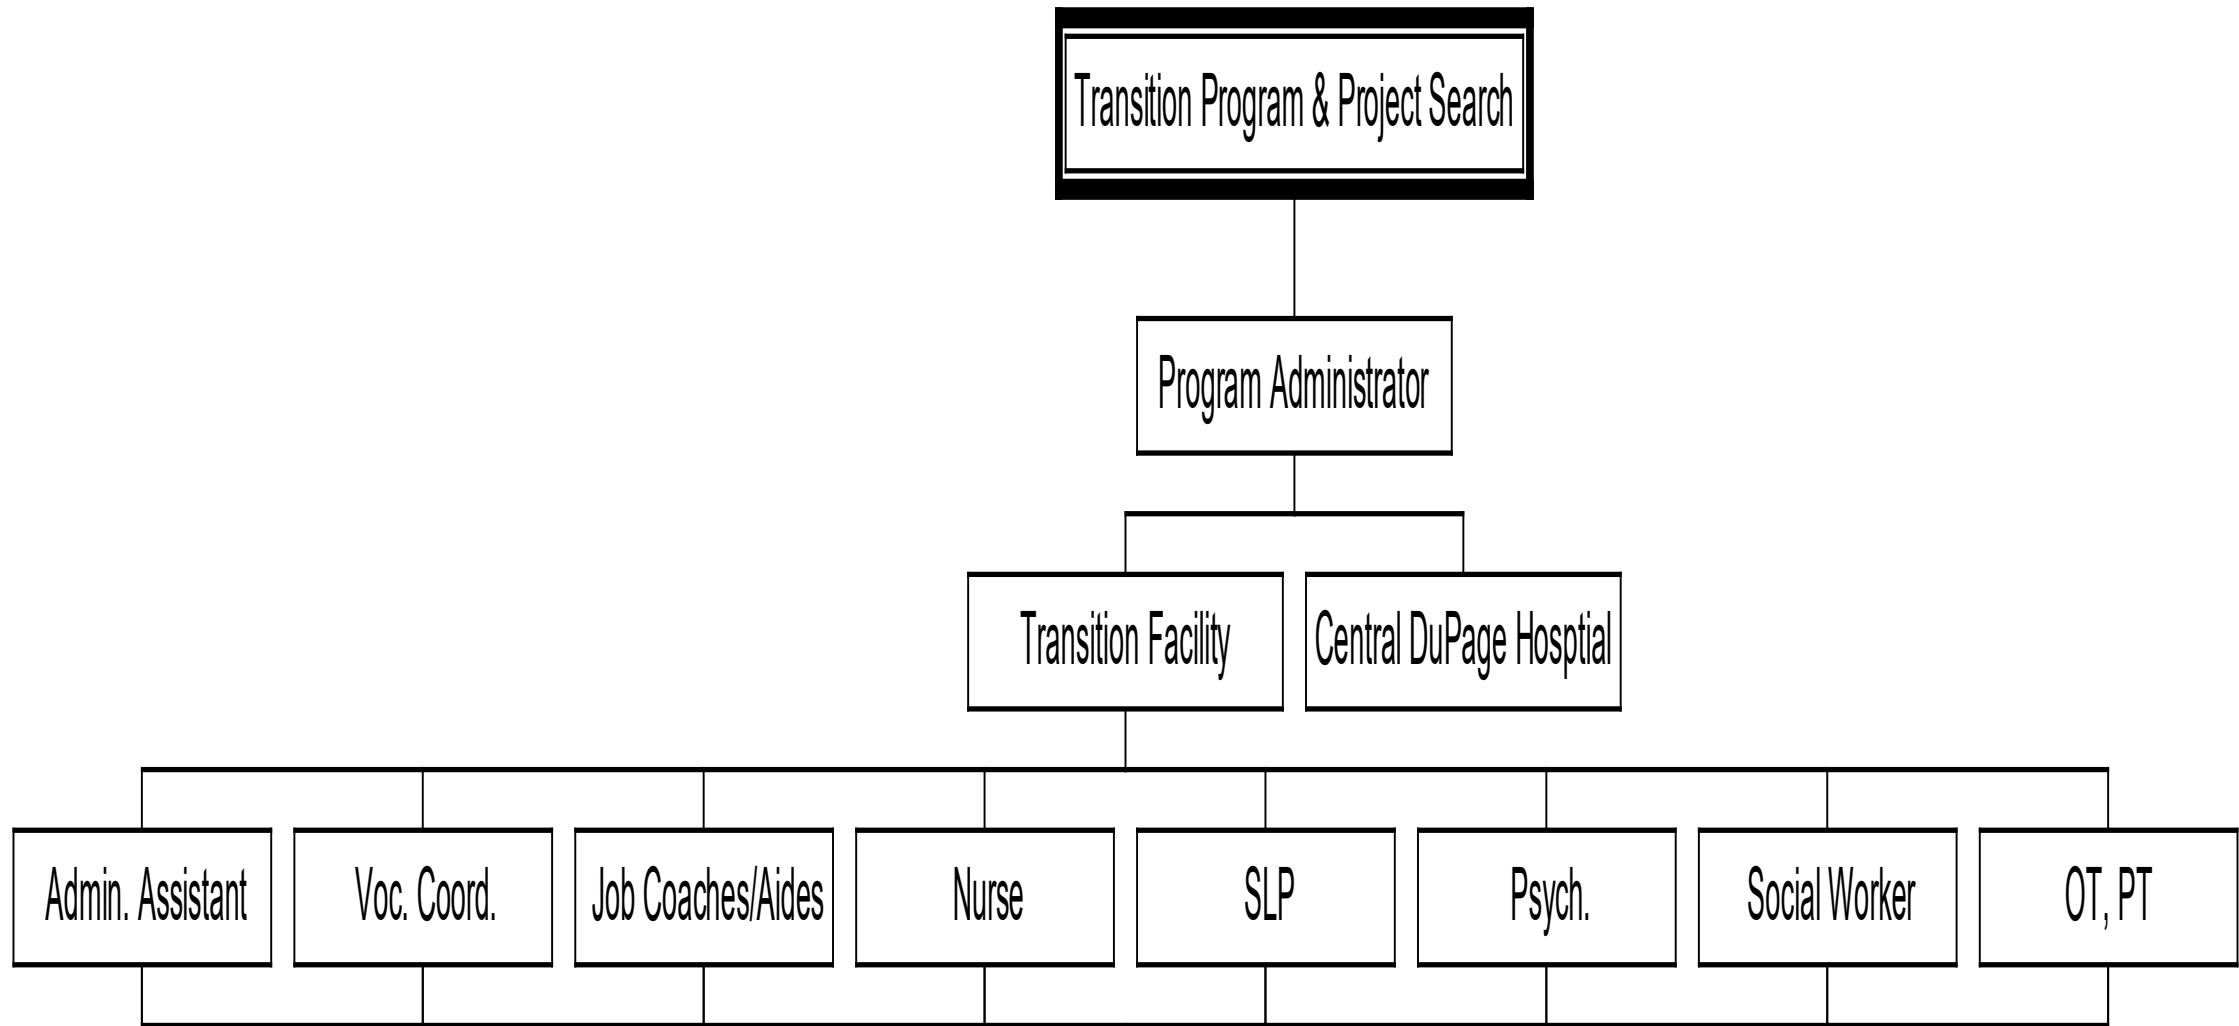 Transition Program & Project Search
Program Administrator
Transition Facility
Central DuPage Hosptial
Admin. Assistant
Voc. Coord.
Job Coaches/Aides
Nurse
SLP
Psych.
Social Worker
OT, PT